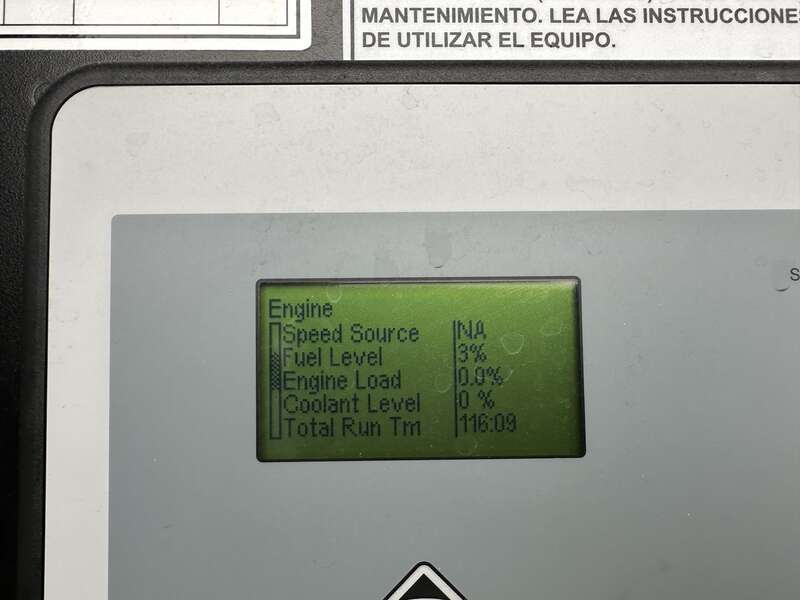 MANTENIMIENTO. LEA LAS INSTRUCCIONES
DE UTILIZAR EL EQUIPO.
Engine
Speed Source NA
Fuel Level 3%
Engine Load 0.0%
Coolant Level 0 %
Total Run Tm 116:09